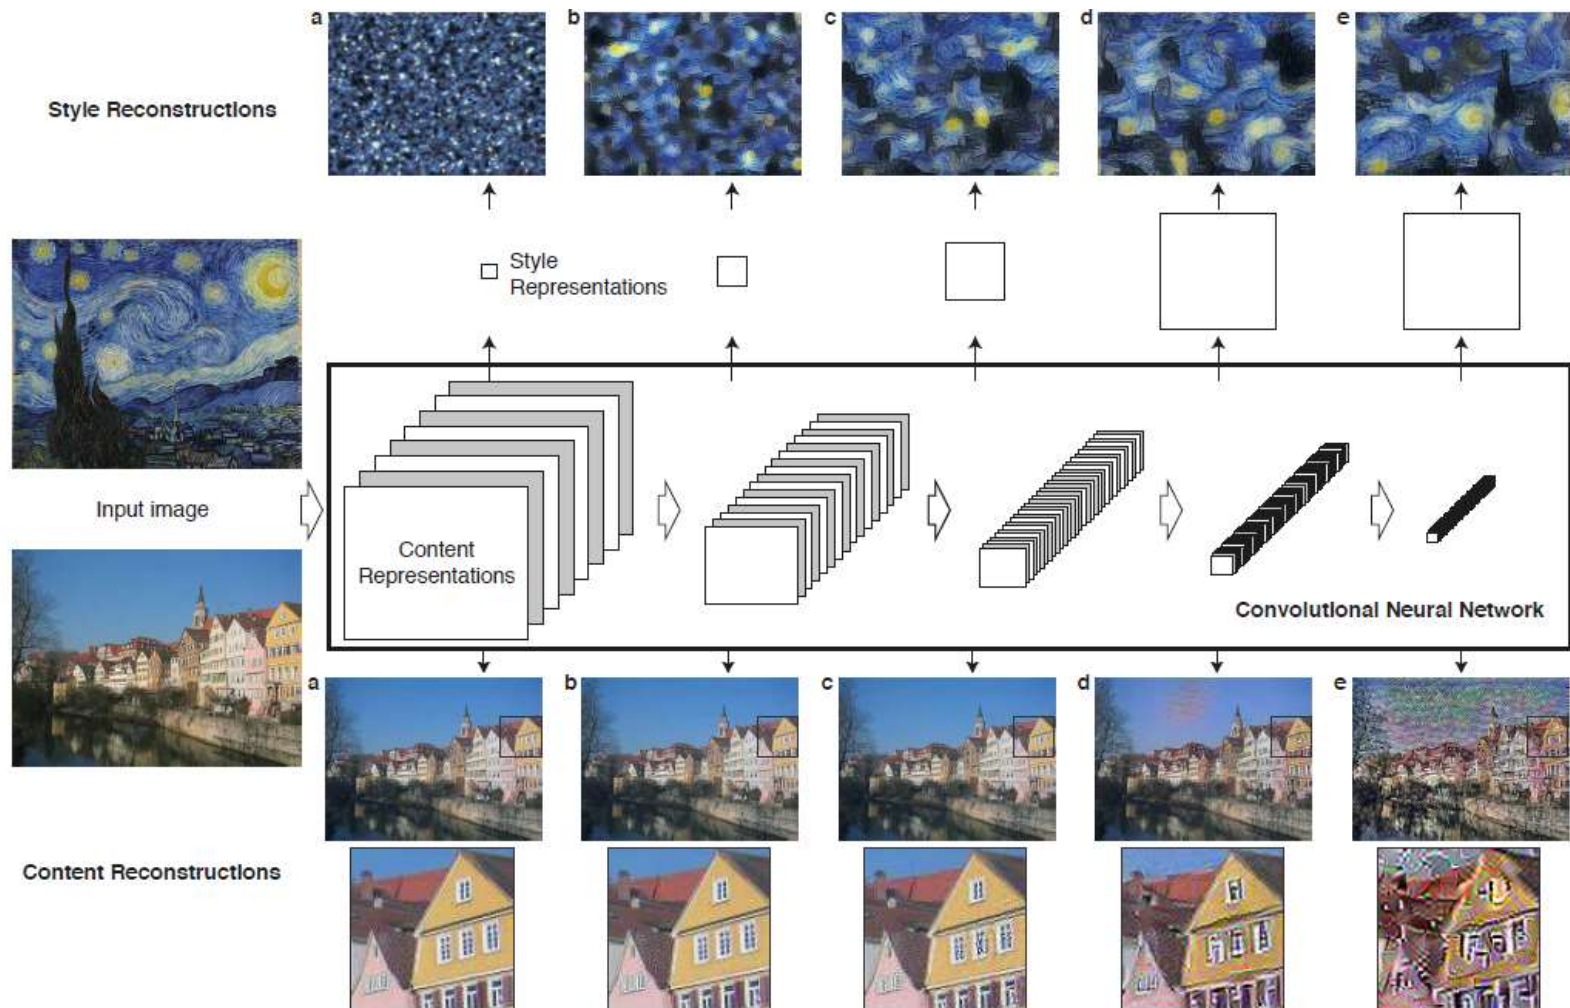 a b c d e
Style Reconstructions
Style
Representations
Input image
Content
Representations
Convolutional Neural Network
a b c d e
Content Reconstructions